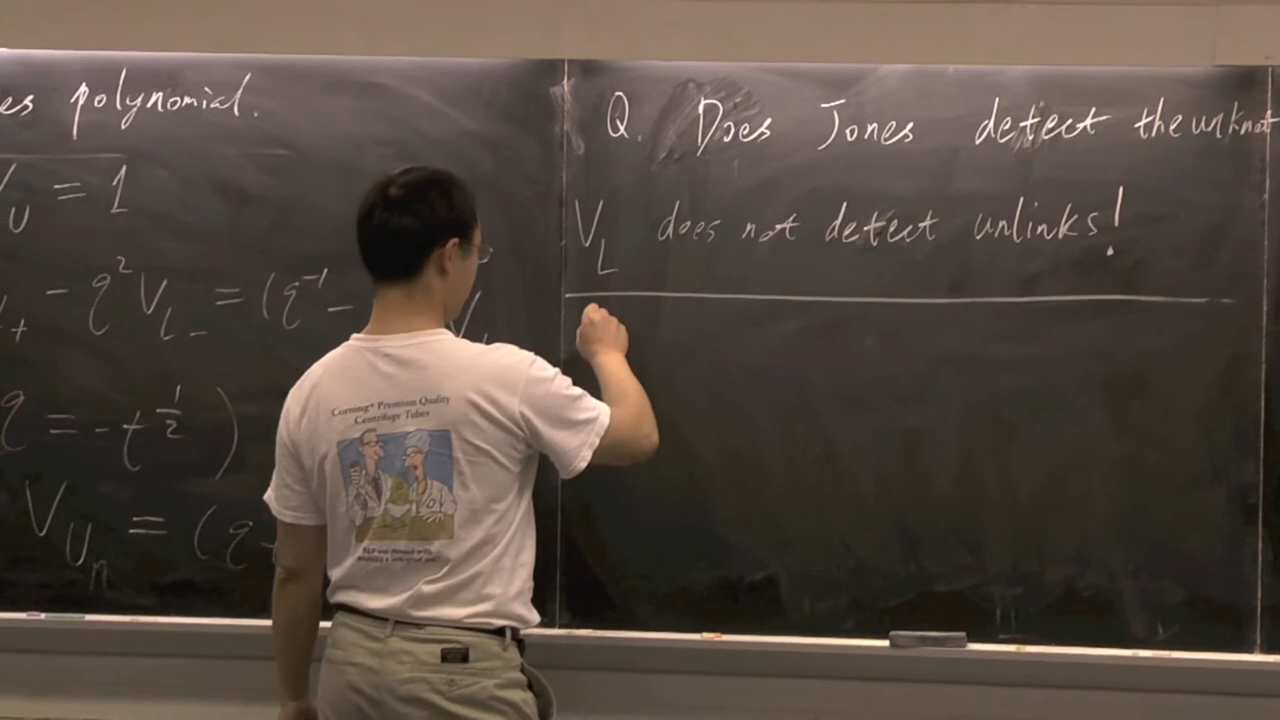 es polynomial.
V_U = 1
+ - q² V_L- = (q⁻¹ -
q = -t^½ )
V_U_n = (q
Q. Does Jones detect the unknot
V_L does not detect unlinks!
Corning® Premium Quality
Centrifuge Tubes